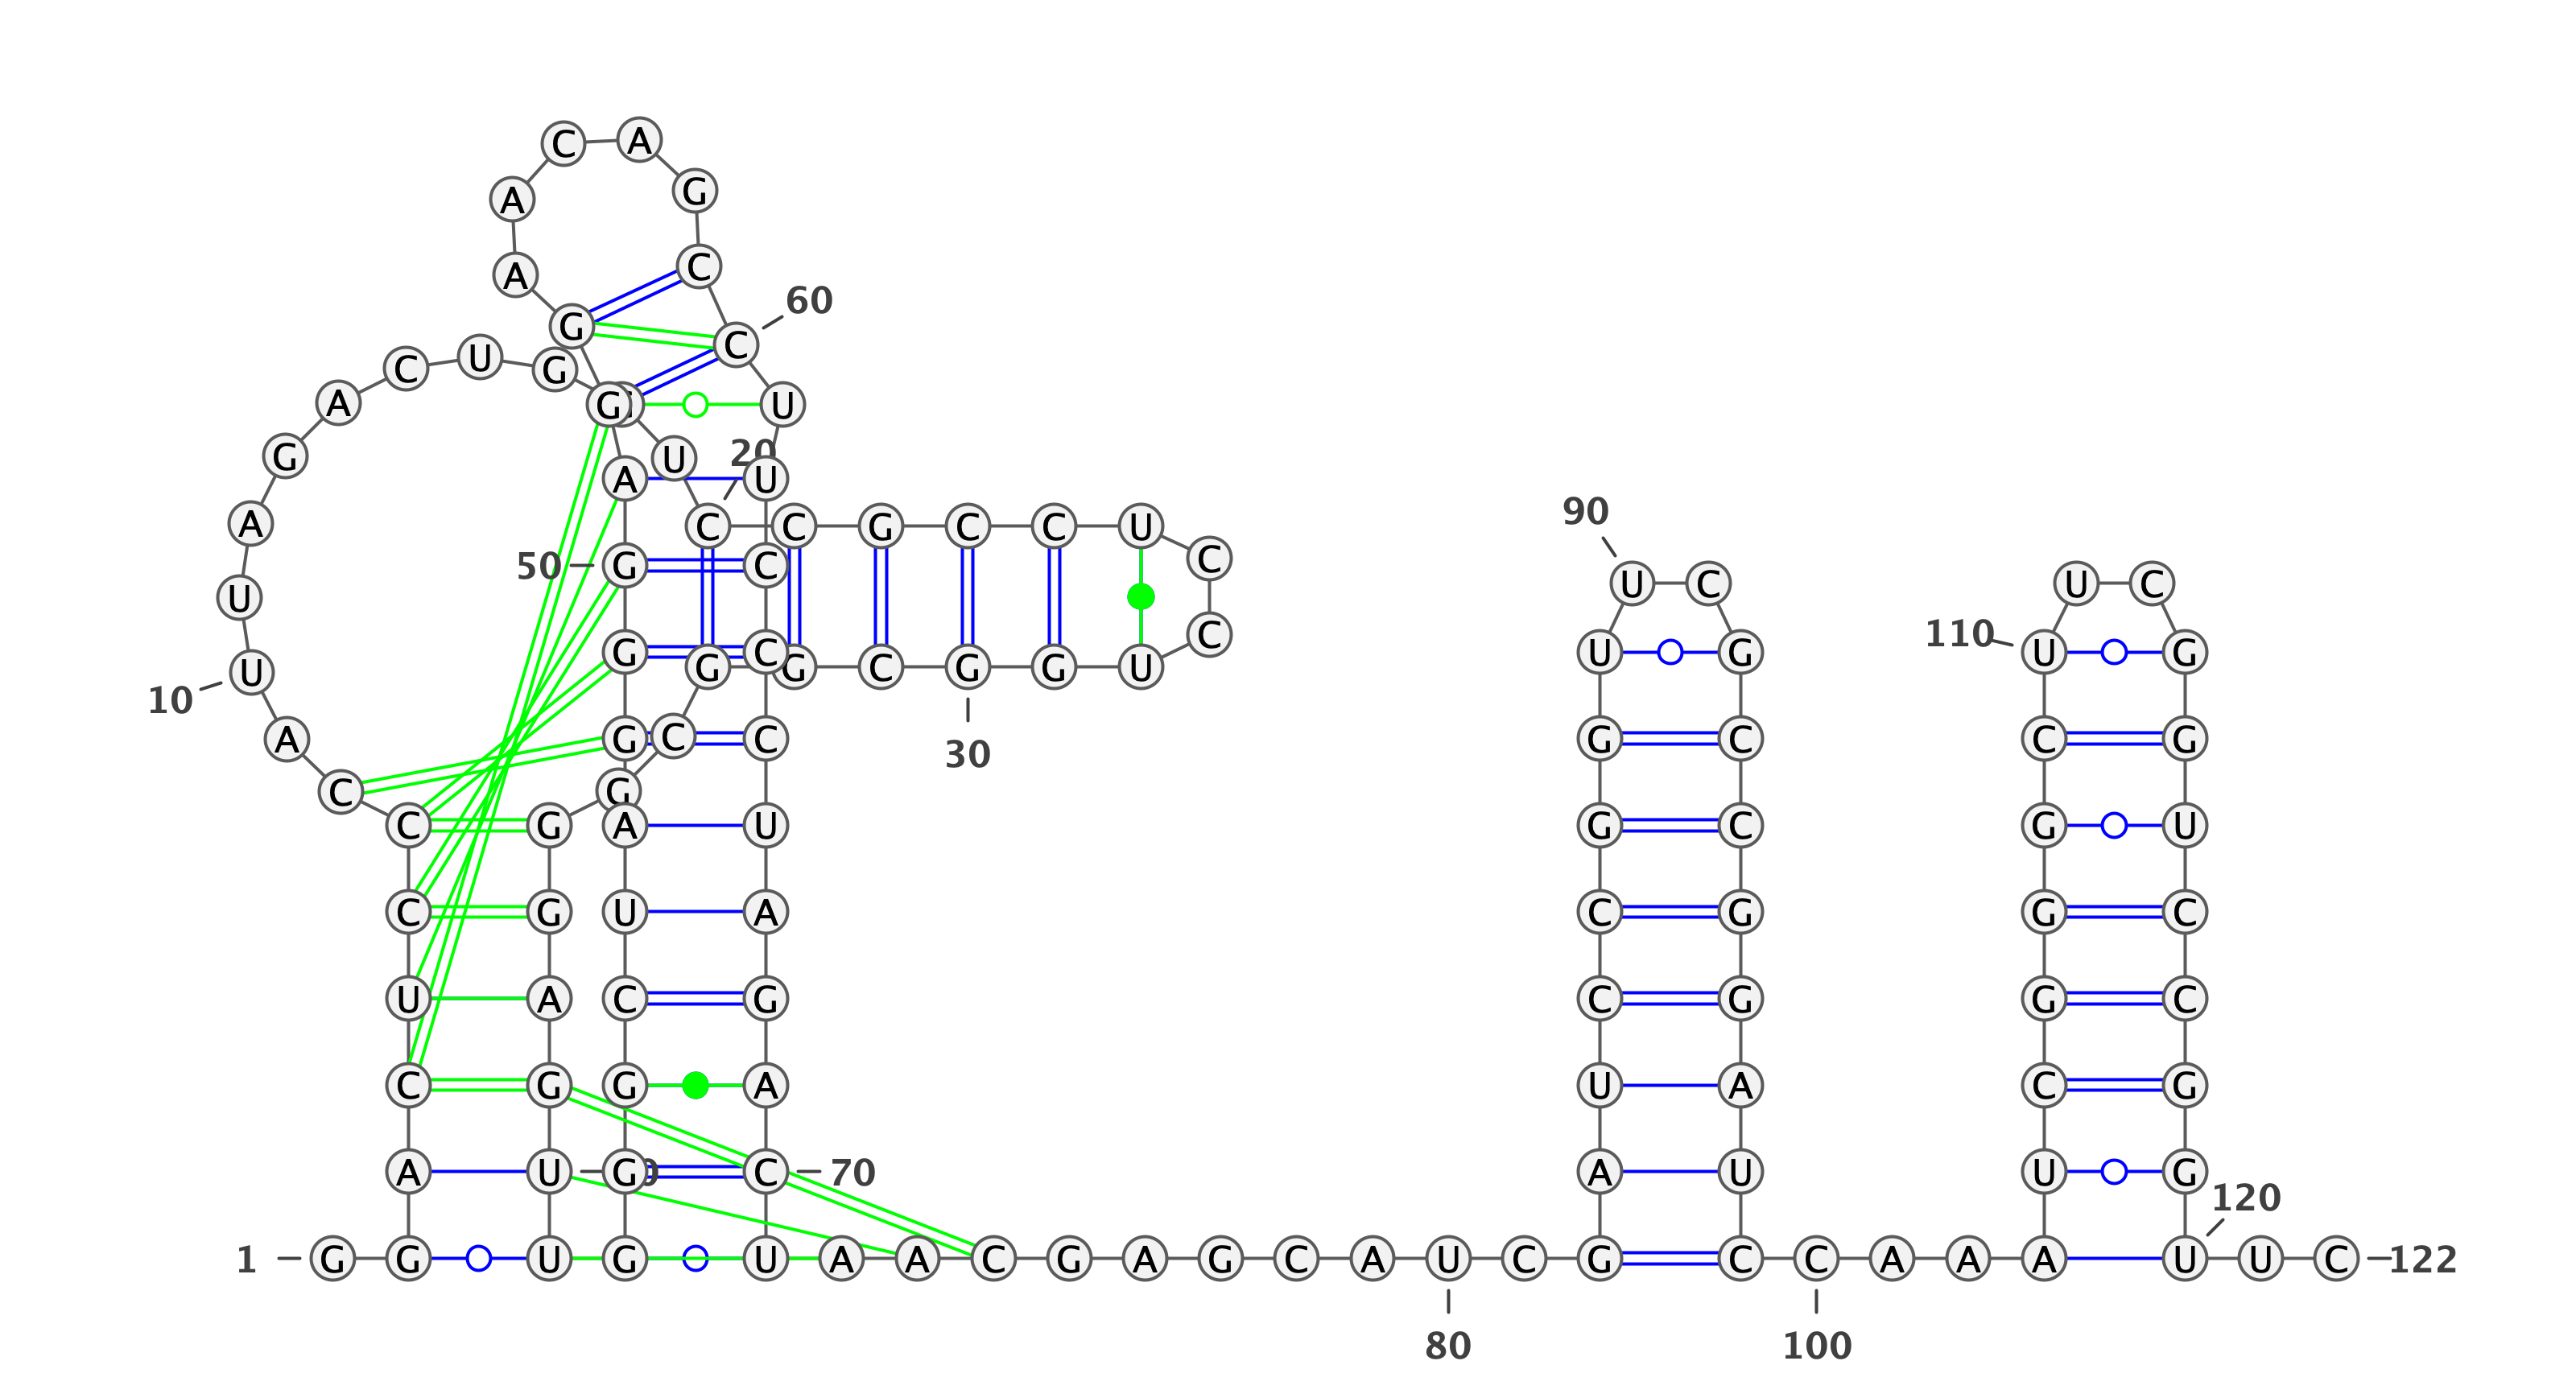 C A
A G
A C
G C 60
C U G G U
A U 20
G A U
A C C G C C U C
50 G C
U G C G G C G G U C
10 U 30
A G C C
C G
C G A U
C G U A
U A C G
C G G A
A U G C 70
1 G G U G U A A C G A G C A U C G C C A A A A U U C 122
80 100
90 U C
U G
G C
G C
C G
C G
U A
A U
U C
110 U G
C G
G U
G C
G C
C G
U G
120